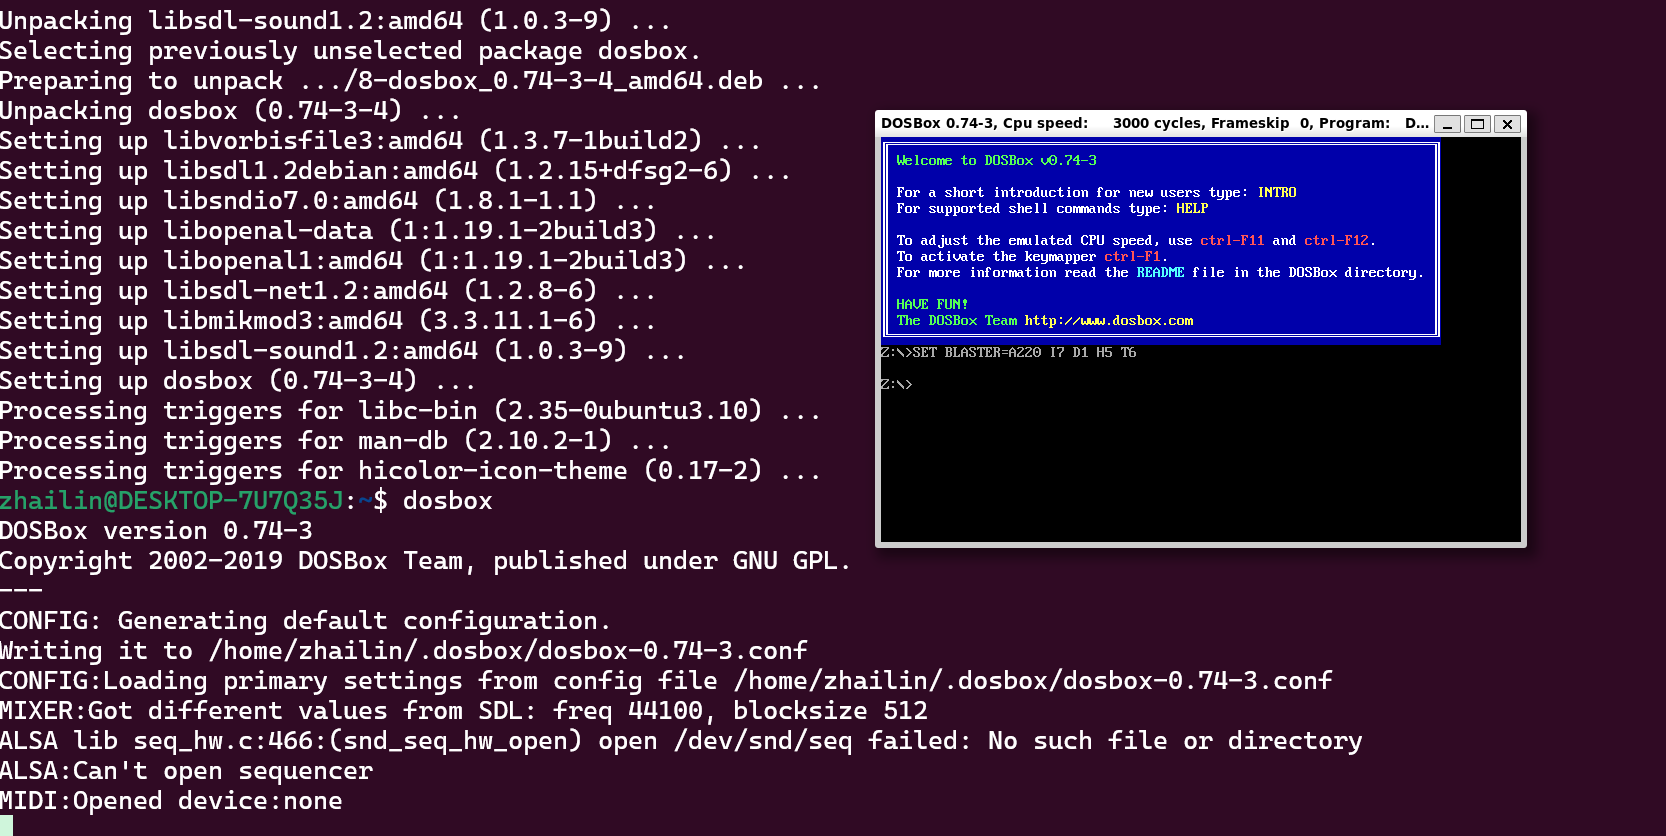 Unpacking libsdl-sound1.2:amd64 (1.0.3-9) ...
Selecting previously unselected package dosbox.
Preparing to unpack .../8-dosbox_0.74-3-4_amd64.deb ...
Unpacking dosbox (0.74-3-4) ...
Setting up libvorbisfile3:amd64 (1.3.7-1build2) ...
Setting up libsdl1.2debian:amd64 (1.2.15+dfsg2-6) ...
Setting up libsndio7.0:amd64 (1.8.1-1.1) ...
Setting up libopenal-data (1:1.19.1-2build3) ...
Setting up libopenal1:amd64 (1:1.19.1-2build3) ...
Setting up libsdl-net1.2:amd64 (1.2.8-6) ...
Setting up libmikmod3:amd64 (3.3.11.1-6) ...
Setting up libsdl-sound1.2:amd64 (1.0.3-9) ...
Setting up dosbox (0.74-3-4) ...
Processing triggers for libc-bin (2.35-0ubuntu3.10) ...
Processing triggers for man-db (2.10.2-1) ...
Processing triggers for hicolor-icon-theme (0.17-2) ...
zhailin@DESKTOP-7U7Q35J:~$ dosbox
DOSBox version 0.74-3
Copyright 2002-2019 DOSBox Team, published under GNU GPL.
---
CONFIG: Generating default configuration.
Writing it to /home/zhailin/.dosbox/dosbox-0.74-3.conf
CONFIG:Loading primary settings from config file /home/zhailin/.dosbox/dosbox-0.74-3.conf
MIXER:Got different values from SDL: freq 44100, blocksize 512
ALSA lib seq_hw.c:466:(snd_seq_hw_open) open /dev/snd/seq failed: No such file or directory
ALSA:Can't open sequencer
MIDI:Opened device:none
DOSBox 0.74-3, Cpu speed: 3000 cycles, Frameskip 0, Program: D...
Welcome to DOSBox v0.74-3
For a short introduction for new users type: INTRO
For supported shell commands type: HELP
To adjust the emulated CPU speed, use ctrl-F11 and ctrl-F12.
To activate the keymapper ctrl-F1.
For more information read the README file in the DOSBox directory.
HAVE FUN!
The DOSBox Team http://www.dosbox.com
Z:\>SET BLASTER=A220 I7 D1 H5 T6
Z:\>